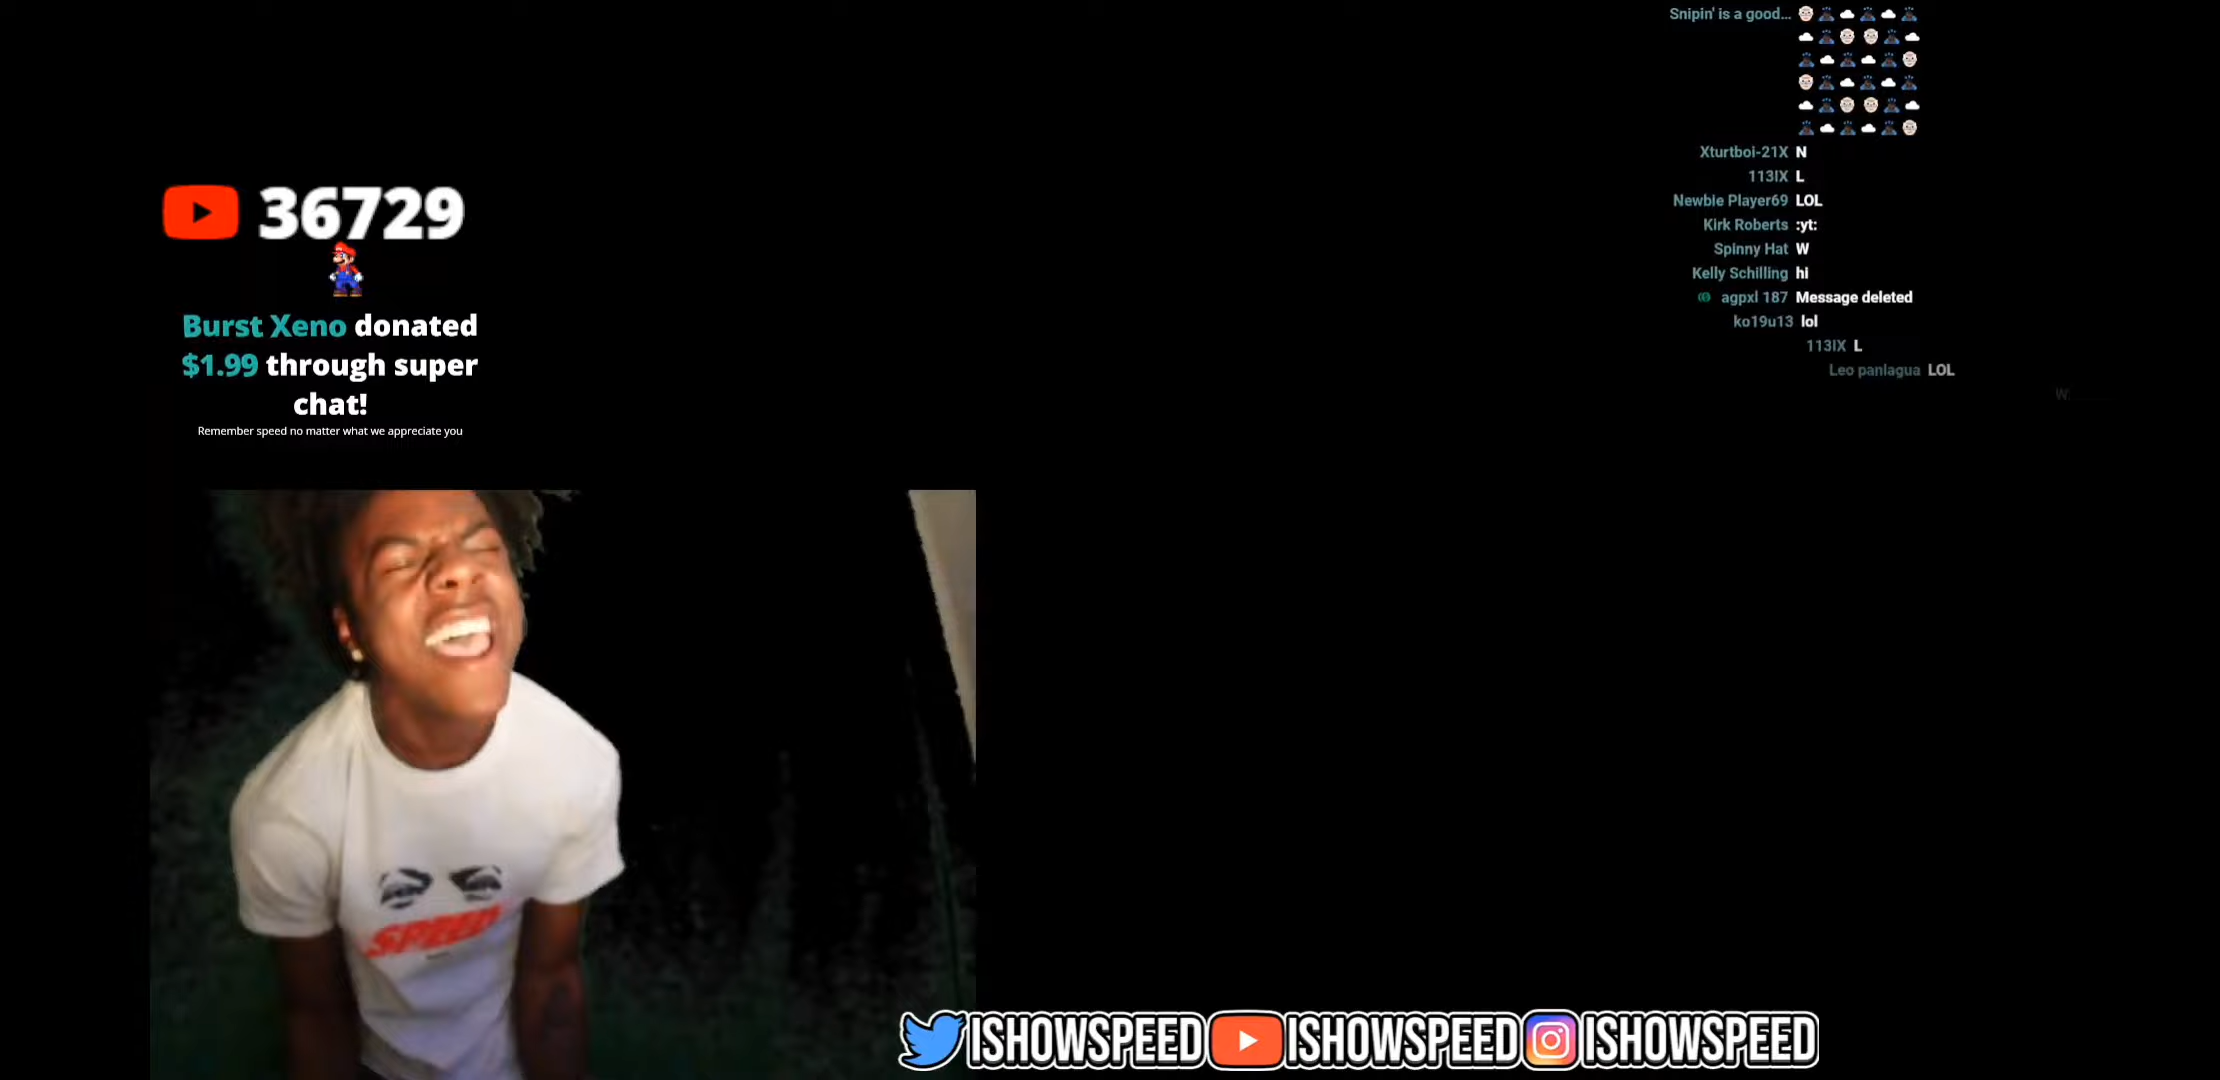 36729
Burst Xeno donated
$1.99 through super
chat!
Remember speed no matter what we appreciate you
Snipin' is a good...
Xturtboi-21X N
113IX L
Newbie Player69 LOL
Kirk Roberts :yt:
Spinny Hat W
Kelly Schilling hi
agpxl 187 Message deleted
ko19u13 lol
113IX L
Leo paniagua LOL
SPEED
ISHOWSPEED ISHOWSPEED ISHOWSPEED